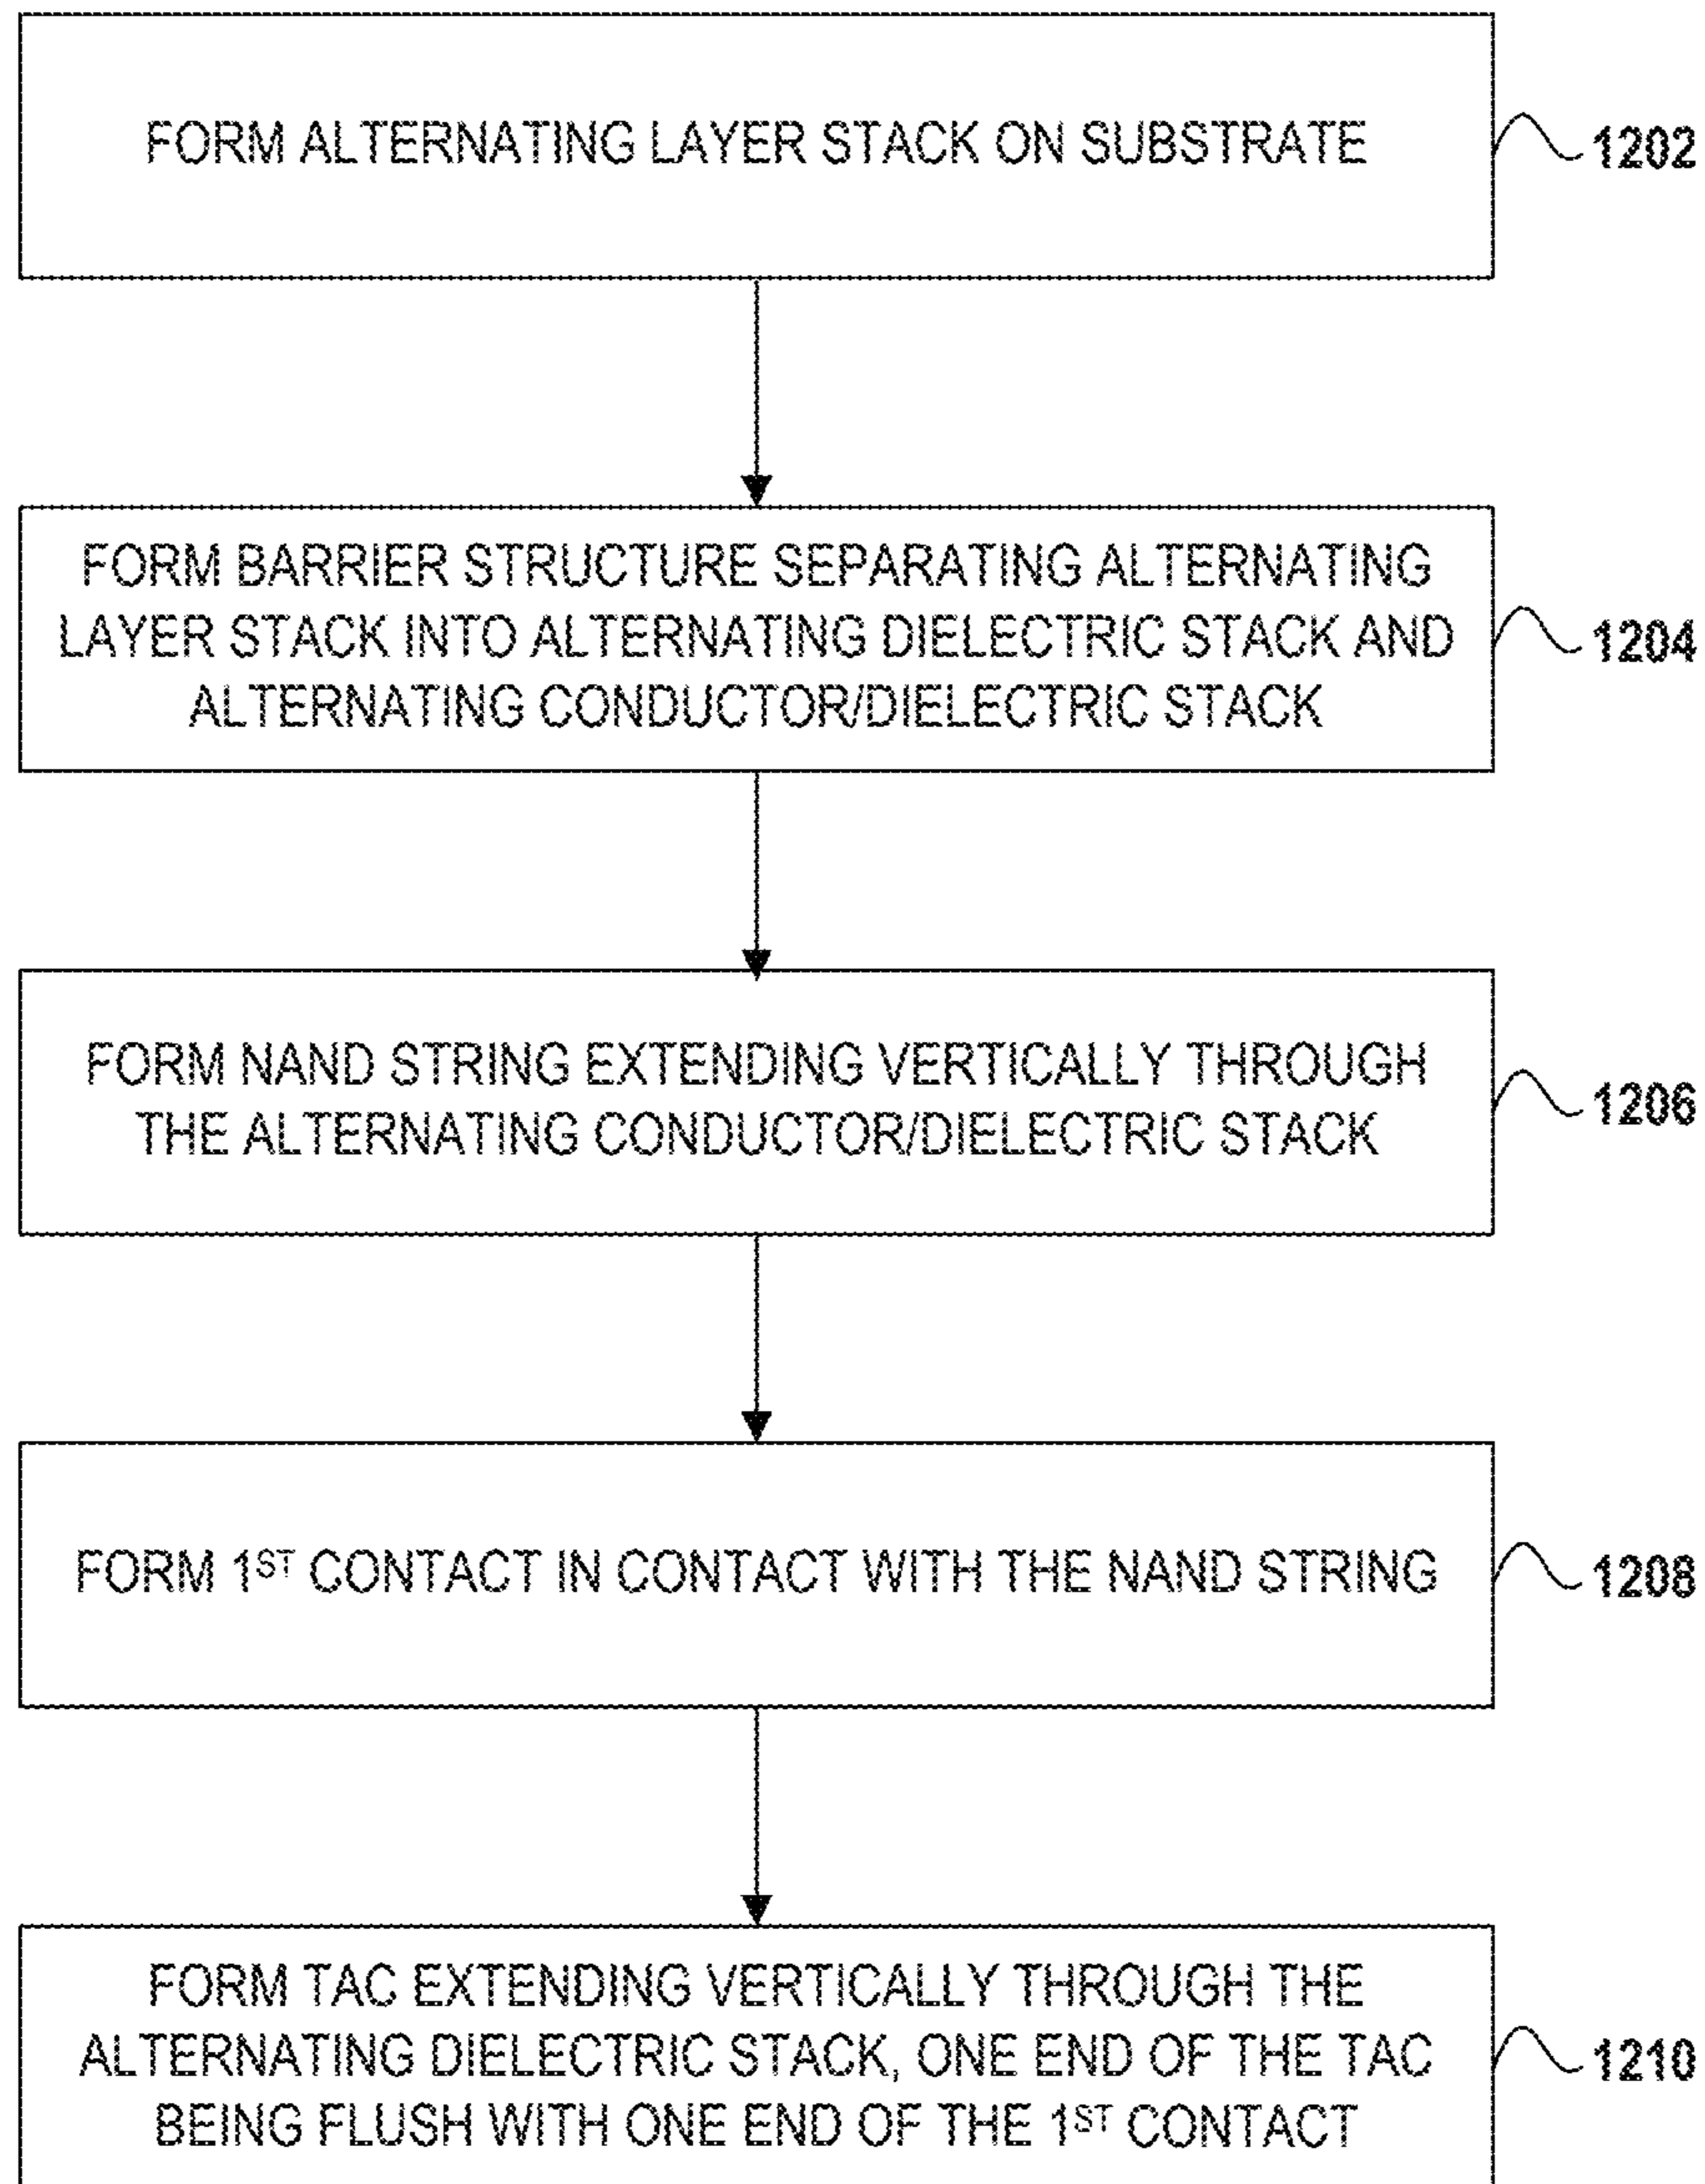 FORM ALTERNATING LAYER STACK ON SUBSTRATE
1202
FORM BARRIER STRUCTURE SEPARATING ALTERNATING
LAYER STACK INTO ALTERNATING DIELECTRIC STACK AND
ALTERNATING CONDUCTOR/DIELECTRIC STACK
1204
FORM NAND STRING EXTENDING VERTICALLY THROUGH
THE ALTERNATING CONDUCTOR/DIELECTRIC STACK
1206
FORM 1ST CONTACT IN CONTACT WITH THE NAND STRING
1208
FORM TAC EXTENDING VERTICALLY THROUGH THE
ALTERNATING DIELECTRIC STACK, ONE END OF THE TAC
BEING FLUSH WITH ONE END OF THE 1ST CONTACT
1210